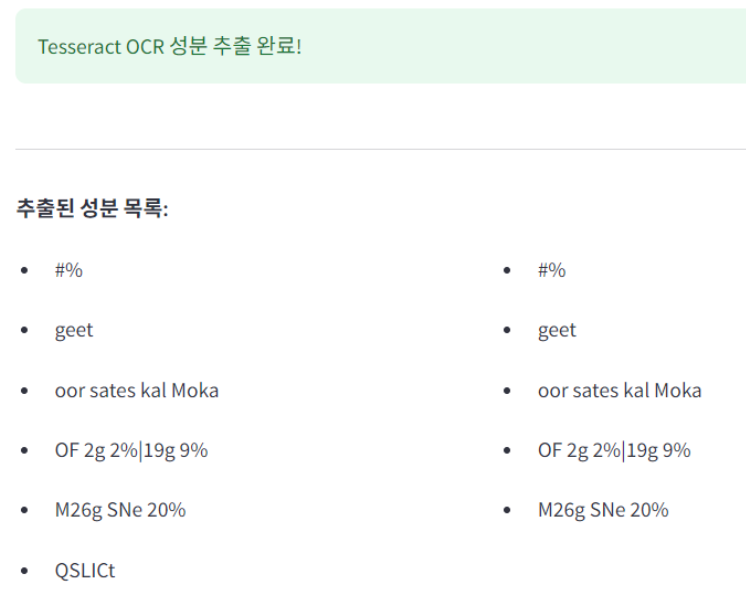 Tesseract OCR 성분 추출 완료!
추출된 성분 목록:
#%
geet
oor sates kal Moka
OF 2g 2%|19g 9%
M26g SNe 20%
QSLICt
#%
geet
oor sates kal Moka
OF 2g 2%|19g 9%
M26g SNe 20%